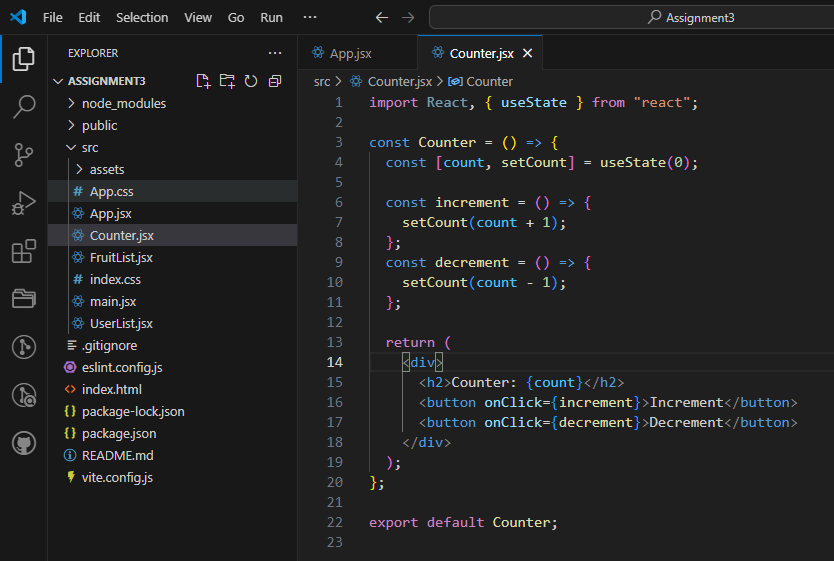 File Edit Selection View Go Run ··· Assignment3
EXPLORER ···
ASSIGNMENT3
node_modules
public
src
assets
App.css
App.jsx
Counter.jsx
FruitList.jsx
index.css
main.jsx
UserList.jsx
.gitignore
eslint.config.js
index.html
package-lock.json
package.json
README.md
vite.config.js
App.jsx Counter.jsx
src > Counter.jsx > Counter
1 import React, { useState } from "react";
2
3 const Counter = () => {
4   const [count, setCount] = useState(0);
5
6   const increment = () => {
7     setCount(count + 1);
8   };
9   const decrement = () => {
10     setCount(count - 1);
11   };
12
13   return (
14     <div>
15       <h2>Counter: {count}</h2>
16       <button onClick={increment}>Increment</button>
17       <button onClick={decrement}>Decrement</button>
18     </div>
19   );
20 };
21
22 export default Counter;
23